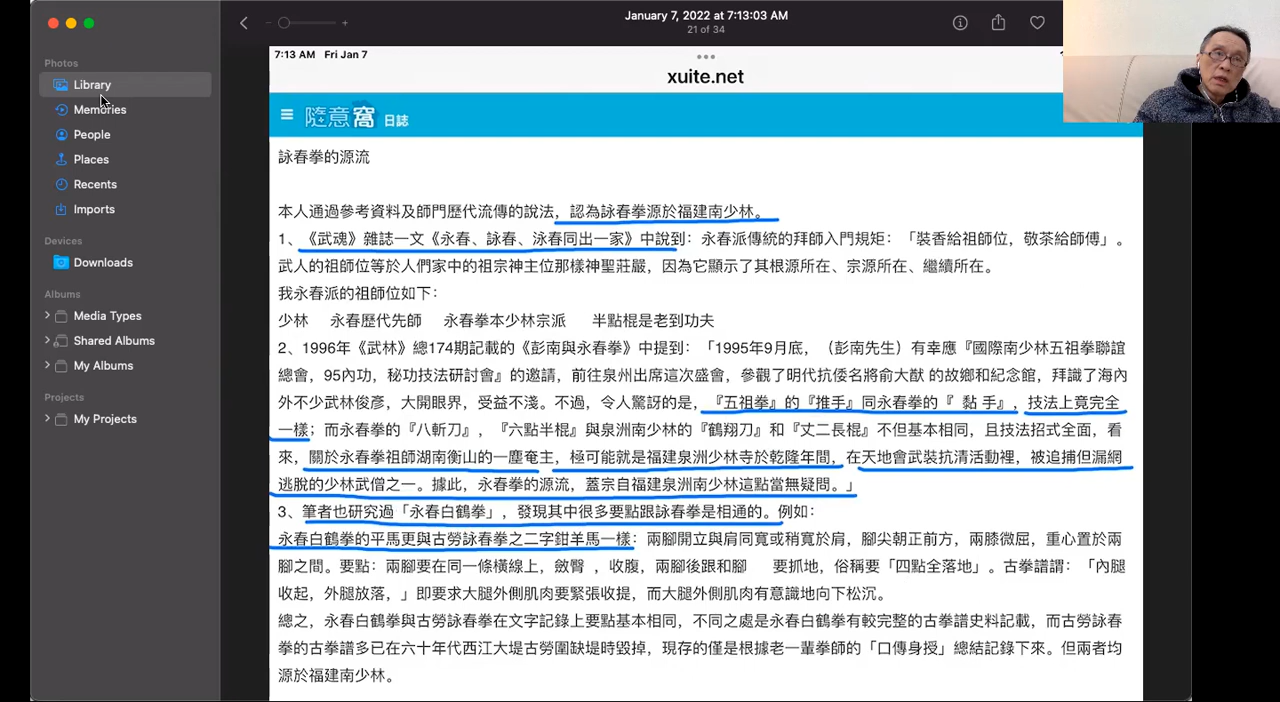 January 7, 2022 at 7:13:03 AM
21 of 34
Photos
Library
Memories
People
Places
Recents
Imports
Devices
Downloads
Albums
Media Types
Shared Albums
My Albums
Projects
My Projects
7:13 AM Fri Jan 7
xuite.net
隨意窩 日誌
詠春拳的源流
本人通過參考資料及師門歷代流傳的說法，認為詠春拳源於福建南少林。
1、《武魂》雜誌一文《永春、詠春、泳春同出一家》中說到：永春派傳統的拜師入門規矩：「裝香給祖師位，敬茶給師傅」。
武人的祖師位等於人們家中的祖宗神主位那樣神聖莊嚴，因為它顯示了其根源所在、宗源所在、繼續所在。
我永春派的祖師位如下：
少林 永春歷代先師 永春拳本少林宗派 半點棍是老到功夫
2、1996年《武林》總174期記載的《彭南與永春拳》中提到：「1995年9月底，（彭南先生）有幸應『國際南少林五祖拳聯誼
總會，95內功，秘功技法研討會』的邀請，前往泉州出席這次盛會，參觀了明代抗倭名將俞大猷 的故鄉和紀念館，拜識了海內
外不少武林俊彥，大開眼界，受益不淺。不過，令人驚訝的是，『五祖拳』的『推手』同永春拳的『 黏 手』，技法上竟完全
一樣；而永春拳的『八斬刀』，『六點半棍』與泉洲南少林的『鶴翔刀』和『丈二長棍』不但基本相同，且技法招式全面，看
來，關於永春拳祖師湖南衡山的一塵奄主，極可能就是福建泉洲少林寺於乾隆年間，在天地會武裝抗清活動裡，被追捕但漏網
逃脫的少林武僧之一。據此，永春拳的源流，蓋宗自福建泉洲南少林這點當無疑問。」
3、筆者也研究過「永春白鶴拳」，發現其中很多要點跟詠春拳是相通的。例如：
永春白鶴拳的平馬更與古勞詠春拳之二字鉗羊馬一樣：兩腳開立與肩同寬或稍寬於肩，腳尖朝正前方，兩膝微屈，重心置於兩
腳之間。要點：兩腳要在同一條橫線上，斂臀 ，收腹，兩腳後跟和腳 要抓地，俗稱要「四點全落地」。古拳譜謂：「內腿
收起，外腿放落，」即要求大腿外側肌肉要緊張收提，而大腿外側肌肉有意識地向下松沉。
總之，永春白鶴拳與古勞詠春拳在文字記錄上要點基本相同，不同之處是永春白鶴拳有較完整的古拳譜史料記載，而古勞詠春
拳的古拳譜多已在六十年代西江大堤古勞圍缺堤時毀掉，現存的僅是根據老一輩拳師的「口傳身授」總結記錄下來。但兩者均
源於福建南少林。